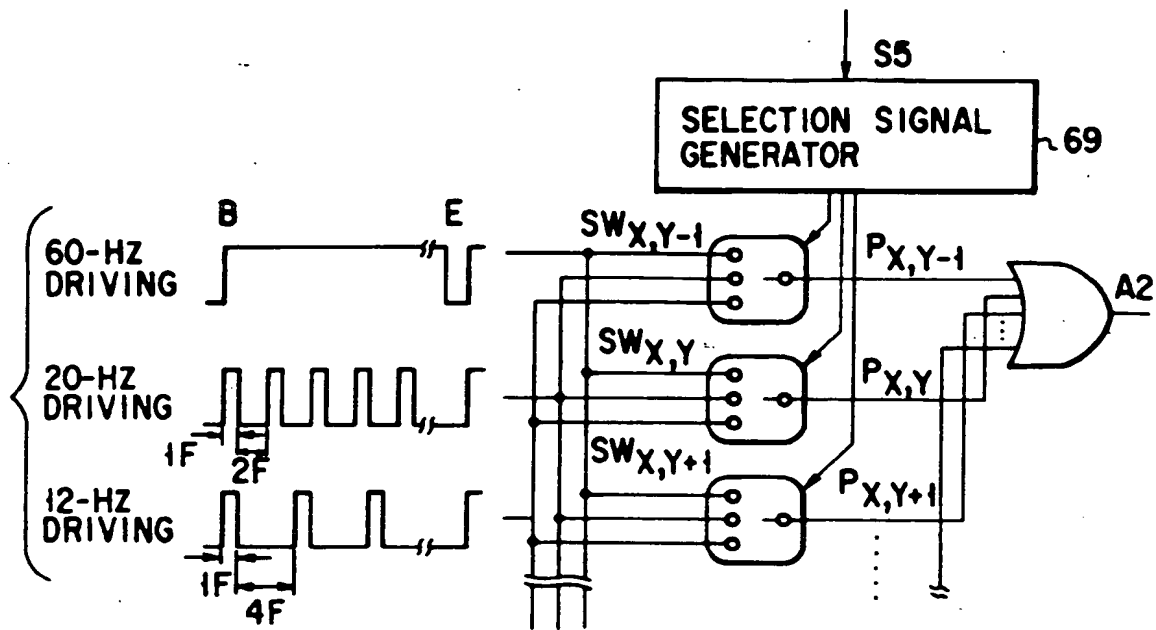 S5
SELECTION SIGNAL
GENERATOR
69
B E
60-HZ
DRIVING
SWX,Y-1
PX,Y-1
A2
20-HZ
DRIVING
SWX,Y
PX,Y
1F
2F
SWX,Y+1
12-HZ
DRIVING
PX,Y+1
1F
4F